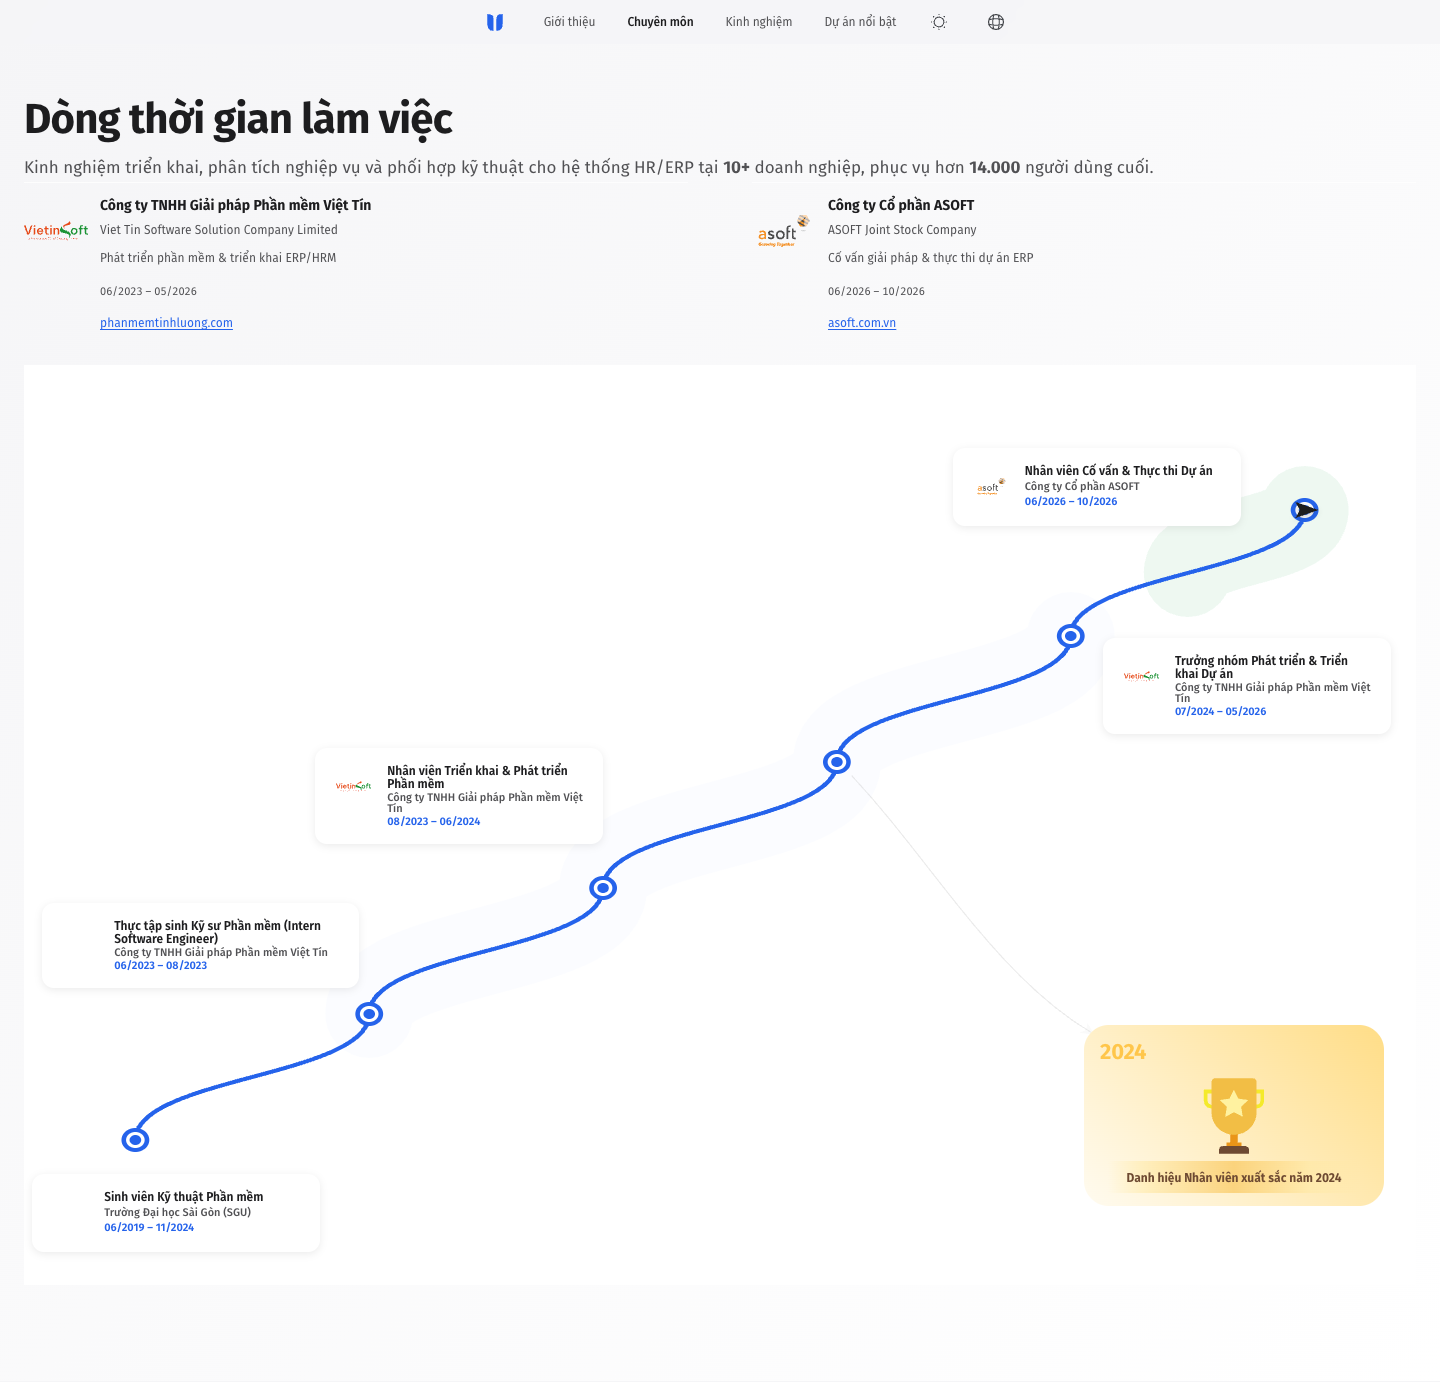 Giới thiệu
Chuyên môn
Kinh nghiệm
Dự án nổi bật
Dòng thời gian làm việc
Kinh nghiệm triển khai, phân tích nghiệp vụ và phối hợp kỹ thuật cho hệ thống HR/ERP tại 10+ doanh nghiệp, phục vụ hơn 14.000 người dùng cuối.
VietinSoft
Công ty TNHH Giải pháp Phần mềm Việt Tín
Viet Tin Software Solution Company Limited
Phát triển phần mềm & triển khai ERP/HRM
06/2023 – 05/2026
phanmemtinhluong.com
asoft
Công ty Cổ phần ASOFT
ASOFT Joint Stock Company
Cố vấn giải pháp & thực thi dự án ERP
06/2026 – 10/2026
asoft.com.vn
asoft
Nhân viên Cố vấn & Thực thi Dự án
Công ty Cổ phần ASOFT
06/2026 – 10/2026
VietinSoft
Trưởng nhóm Phát triển & Triển
khai Dự án
Công ty TNHH Giải pháp Phần mềm Việt
Tín
07/2024 – 05/2026
VietinSoft
Nhân viên Triển khai & Phát triển
Phần mềm
Công ty TNHH Giải pháp Phần mềm Việt
Tín
08/2023 – 06/2024
Thực tập sinh Kỹ sư Phần mềm (Intern
Software Engineer)
Công ty TNHH Giải pháp Phần mềm Việt Tín
06/2023 – 08/2023
2024
Danh hiệu Nhân viên xuất sắc năm 2024
Sinh viên Kỹ thuật Phần mềm
Trường Đại học Sài Gòn (SGU)
06/2019 – 11/2024